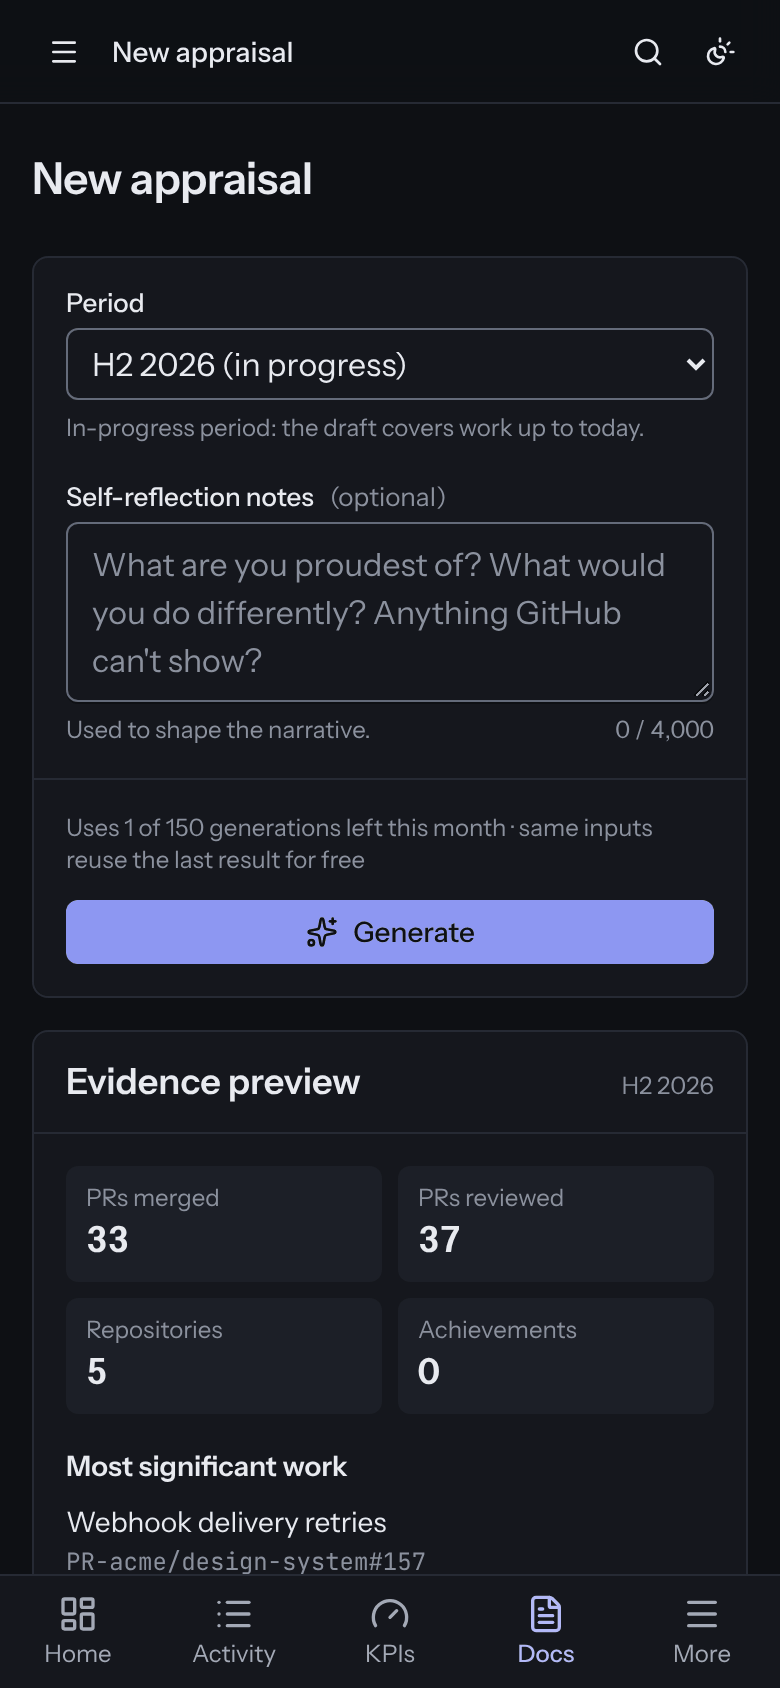 New appraisal
New appraisal
Period
H2 2026 (in progress)
In-progress period: the draft covers work up to today.
Self-reflection notes (optional)
What are you proudest of? What would
you do differently? Anything GitHub
can't show?
Used to shape the narrative. 0 / 4,000
Uses 1 of 150 generations left this month · same inputs
reuse the last result for free
Generate
Evidence preview H2 2026
PRs merged PRs reviewed
33 37
Repositories Achievements
5 0
Most significant work
Webhook delivery retries
PR-acme/design-system#157
Home Activity KPIs Docs More